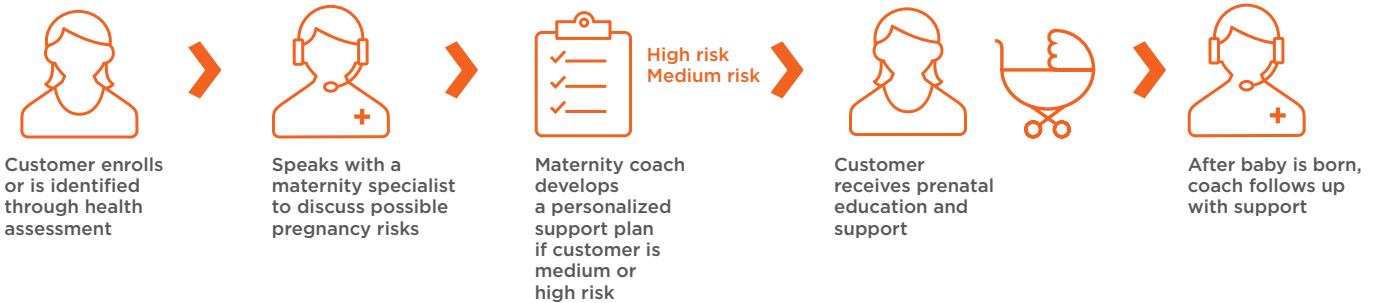 High risk
Medium risk
Customer enrolls
or is identified
through health
assessment
Speaks with a
maternity specialist
to discuss possible
pregnancy risks
Maternity coach
develops
a personalized
support plan
if customer is
medium or
high risk
Customer
receives prenatal
education and
support
After baby is born,
coach follows up
with support